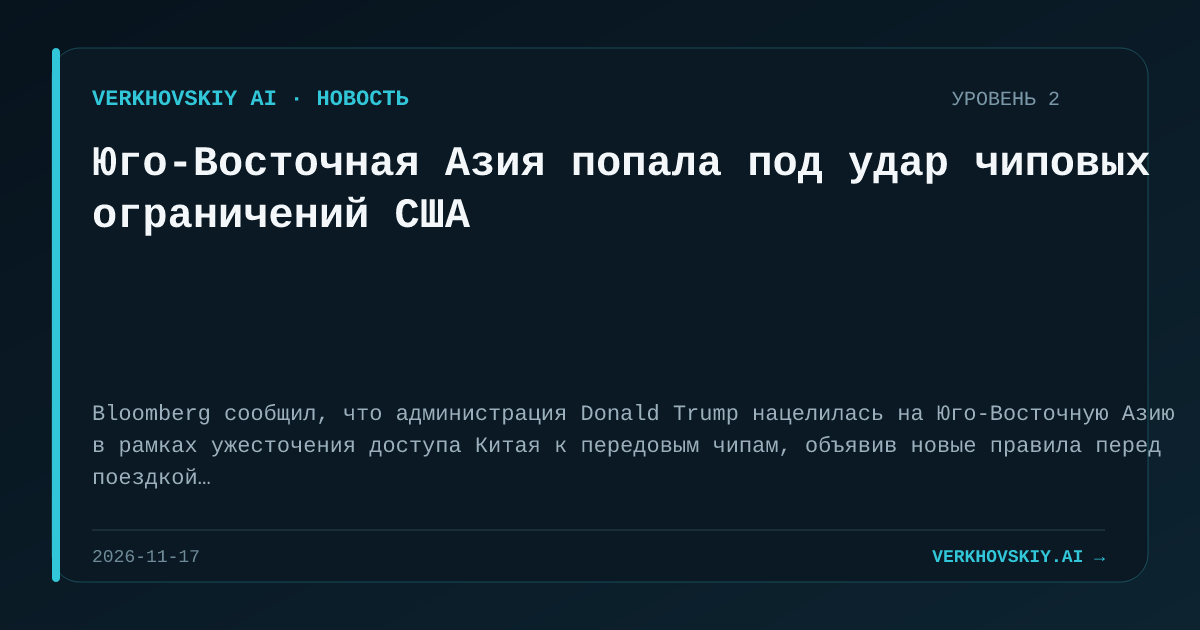 VERKHOVSKIY AI · НОВОСТЬ
УРОВЕНЬ 2
Юго-Восточная Азия попала под удар чиповых
ограничений США
Bloomberg сообщил, что администрация Donald Trump нацелилась на Юго-Восточную Азию
в рамках ужесточения доступа Китая к передовым чипам, объявив новые правила перед
поездкой…
2026-11-17
VERKHOVSKIY.AI →